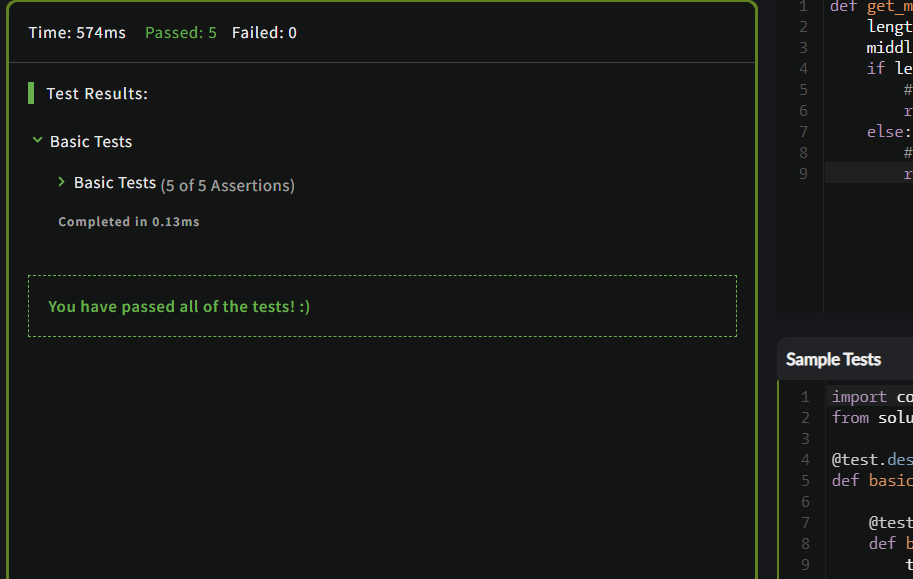 Time: 574ms Passed: 5 Failed: 0
Test Results:
Basic Tests
Basic Tests (5 of 5 Assertions)
Completed in 0.13ms
You have passed all of the tests! :)
1 def get_m
2 lengt
3 middl
4 if le
5 #
6 r
7 else:
8 #
9 r
Sample Tests
1 import co
2 from solu
3
4 @test.des
5 def basic
6
7 @test
8 def b
9 t